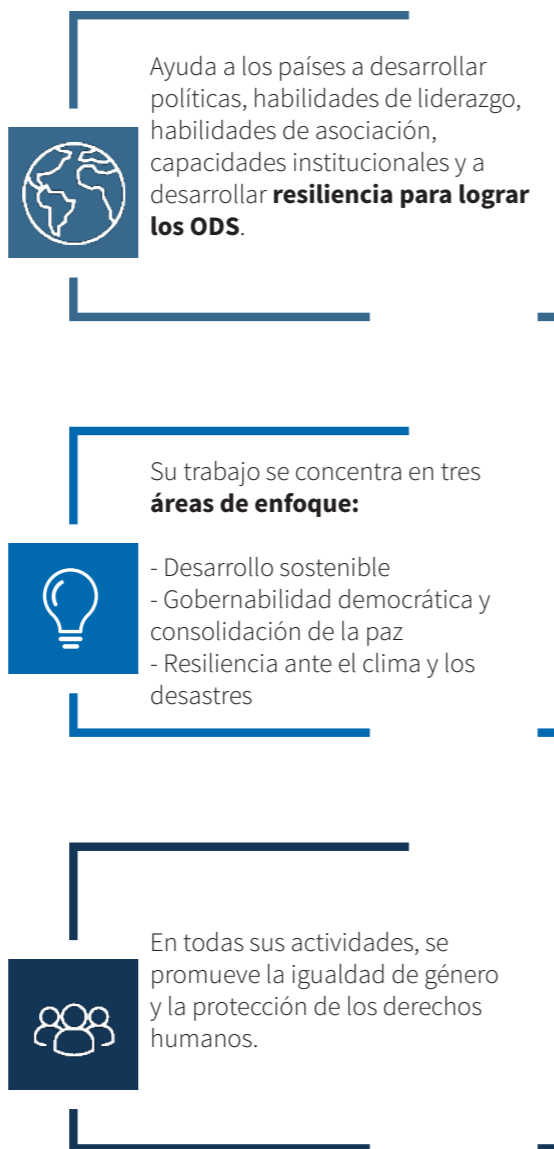 Ayuda a los países a desarrollar
políticas, habilidades de liderazgo,
habilidades de asociación,
capacidades institucionales y a
desarrollar resiliencia para lograr
los ODS.
Su trabajo se concentra en tres
áreas de enfoque:
- Desarrollo sostenible
- Gobernabilidad democrática y
consolidación de la paz
- Resiliencia ante el clima y los
desastres
En todas sus actividades, se
promueve la igualdad de género
y la protección de los derechos
humanos.